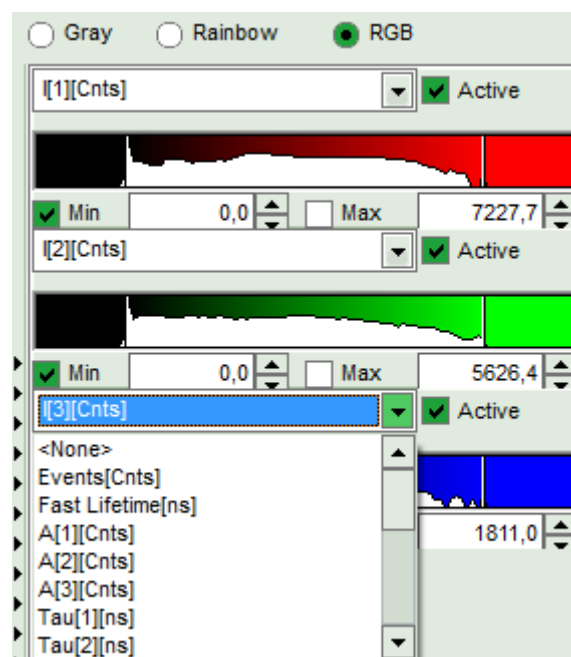 Gray Rainbow RGB
I[1][Cnts] Active
Min 0,0 Max 7227,7
I[2][Cnts] Active
Min 0,0 Max 5626,4
I[3][Cnts] Active
<None>
Events[Cnts]
Fast Lifetime[ns]
A[1][Cnts] 1811,0
A[2][Cnts]
A[3][Cnts]
Tau[1][ns]
Tau[2][ns]